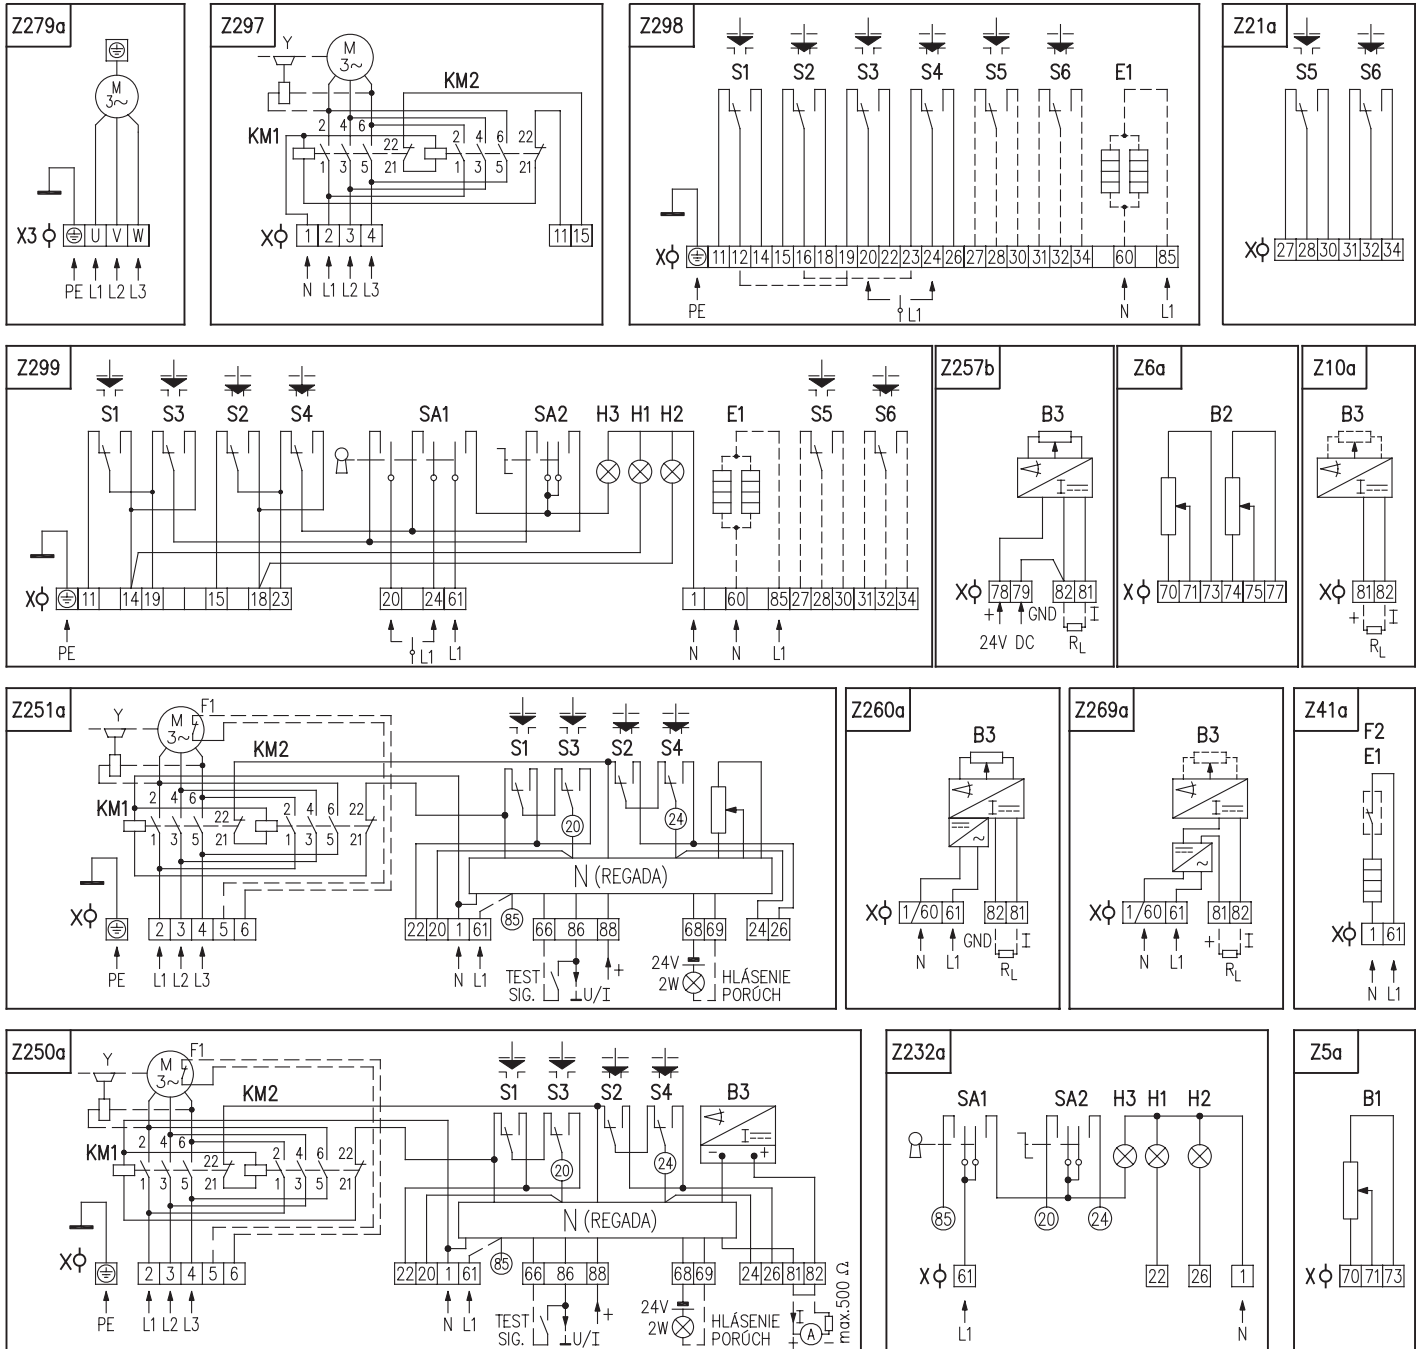 Z279a
M
3~
X3 U V W
PE L1 L2 L3
Z297
Y M
3~
KM2
KM1
2 4 6 22 2 4 6 22
1 3 5 21 1 3 5 21
X 1 2 3 4 11 15
N L1 L2 L3
Z298
S1 S2 S3 S4 S5 S6 E1
X 11 12 14 15 16 18 19 20 22 23 24 26 27 28 30 31 32 34 60 85
PE L1 N L1
Z21a
S5 S6
X 27 28 30 31 32 34
Z299
S1 S3 S2 S4 SA1 SA2 H3 H1 H2 E1 S5 S6
X 11 14 19 15 18 23 20 24 61 1 60 85 27 28 30 31 32 34
PE L1 L1 N N L1
Z257b
B3
I
X 78 79 82 81
+ GND I
24V DC RL
Z6a
B2
X 70 71 73 74 75 77
Z10a
B3
I
X 81 82
+ I
RL
Z251a
Y M
3~
F1
KM2
KM1
2 4 6 22 2 4 6 22
1 3 5 21 1 3 5 21
S1 S3 S2 S4
20 24
N (REGADA)
85
X 2 3 4 5 6 22 20 1 61 66 86 88 68 69 24 26
PE L1 L2 L3 N L1
TEST
SIG.
U/I +
24V
2W
HLÁSENIE
PORÚCH
Z260a
B3
I
~
X 1/60 61 82 81
GND I
N L1 RL
Z269a
B3
I
~
X 1/60 61 81 82
+ I
N L1 RL
Z41a
F2
E1
X 1 61
N L1
Z250a
Y M
3~
F1
KM2
KM1
2 4 6 22 2 4 6 22
1 3 5 21 1 3 5 21
S1 S3 S2 S4 B3
20 24
I
- +
N (REGADA)
85
X 2 3 4 5 6 22 20 1 61 66 86 88 68 69 24 26 81 82
PE L1 L2 L3 N L1
TEST
SIG.
U/I +
24V
2W
HLÁSENIE
PORÚCH
I
A
+ -
max.500 Ω
Z232a
SA1 SA2 H3 H1 H2
85 20 24
X 61 22 26 1
L1 N
Z5a
B1
X 70 71 73